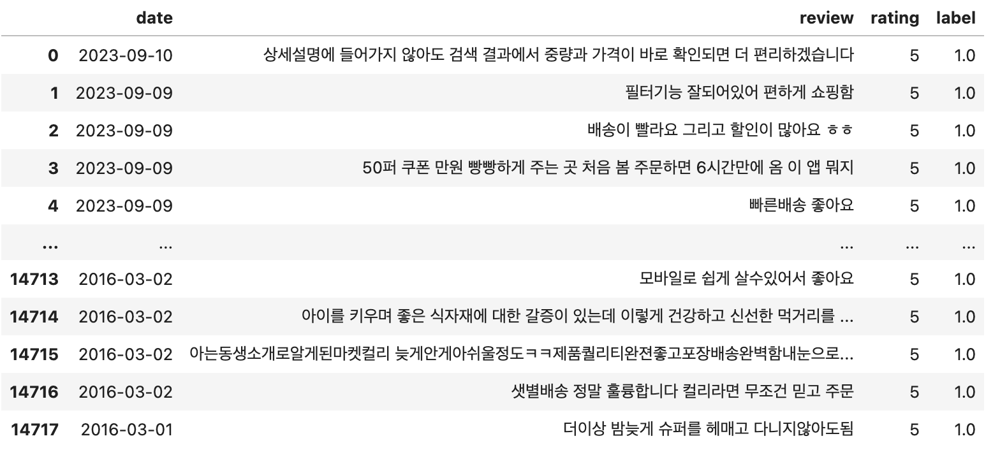 date review rating label
0 2023-09-10 상세설명에 들어가지 않아도 검색 결과에서 중량과 가격이 바로 확인되면 더 편리하겠습니다 5 1.0
1 2023-09-09 필터기능 잘되어있어 편하게 쇼핑함 5 1.0
2 2023-09-09 배송이 빨라요 그리고 할인이 많아요 ㅎㅎ 5 1.0
3 2023-09-09 50퍼 쿠폰 만원 빵빵하게 주는 곳 처음 봄 주문하면 6시간만에 옴 이 앱 뭐지 5 1.0
4 2023-09-09 빠른배송 좋아요 5 1.0
... ... ... ... ...
14713 2016-03-02 모바일로 쉽게 살수있어서 좋아요 5 1.0
14714 2016-03-02 아이를 키우며 좋은 식자재에 대한 갈증이 있는데 이렇게 건강하고 신선한 먹거리를 ... 5 1.0
14715 2016-03-02 아는동생소개로알게된마켓컬리 늦게안게아쉬울정도ㅋㅋ제품퀄리티완젼좋고포장배송완벽함내눈으로... 5 1.0
14716 2016-03-02 샛별배송 정말 훌륭합니다 컬리라면 무조건 믿고 주문 5 1.0
14717 2016-03-01 더이상 밤늦게 슈퍼를 헤매고 다니지않아도됨 5 1.0